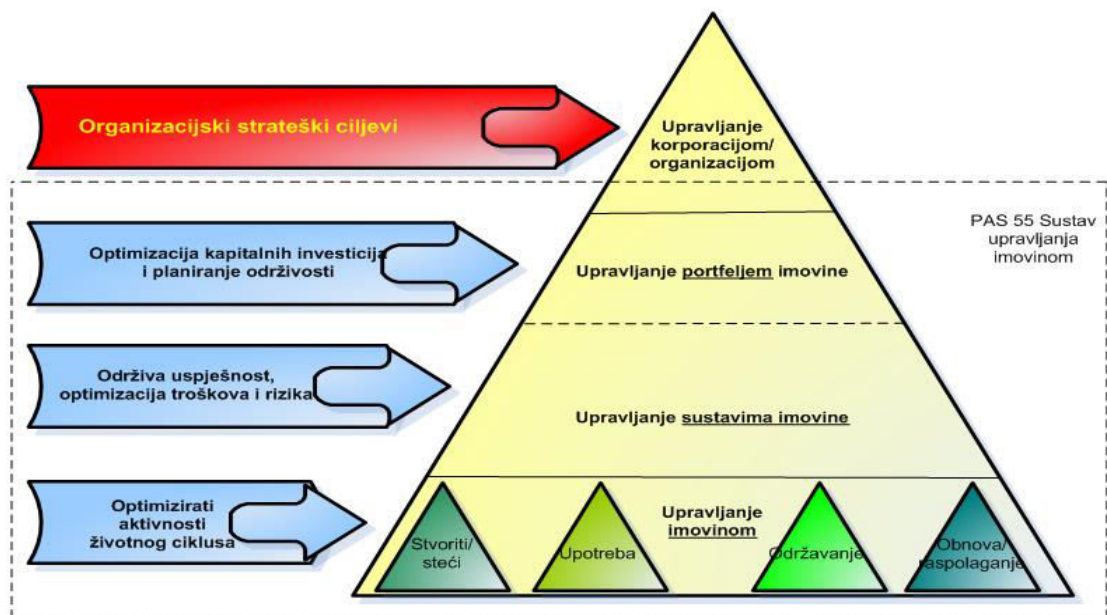 Organizacijski strateški ciljevi
Upravljanje
korporacijom/
organizacijom
PAS 55 Sustav
upravljanja
imovinom
Optimizacija kapitalnih investicija
i planiranje održivosti
Upravljanje portfeljem imovine
Održiva uspješnost,
optimizacija troškova i rizika
Upravljanje sustavima imovine
Optimizirati
aktivnosti
životnog ciklusa
Stvoriti/
steći
Upotreba
Upravljanje
imovinom
Održavanje
Obnova/
raspolaganje